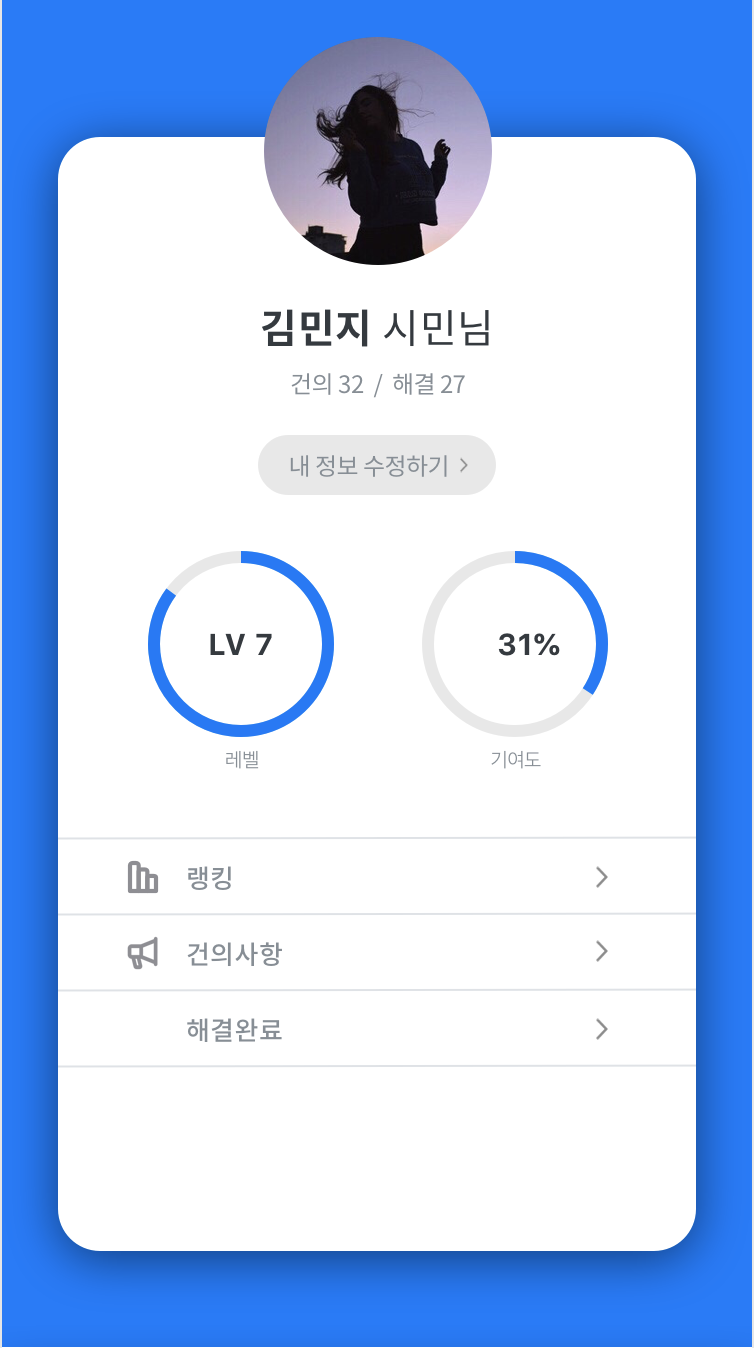 김민지 시민님
건의 32 / 해결 27
내 정보 수정하기 >
LV 7
31%
레벨
기여도
랭킹
건의사항
해결완료